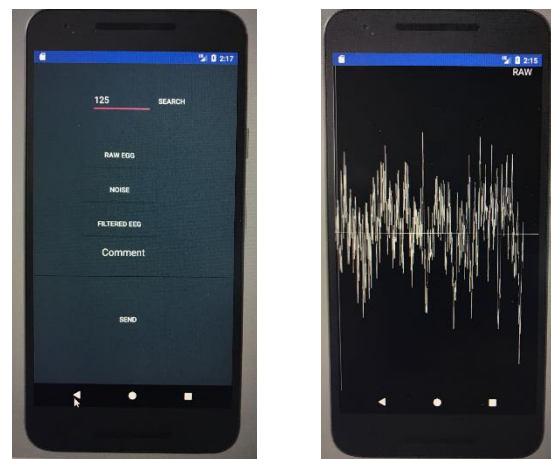 2:17
125 SEARCH
RAW EGG
NOISE
FILTERED EEG
Comment
SEND
2:15
RAW